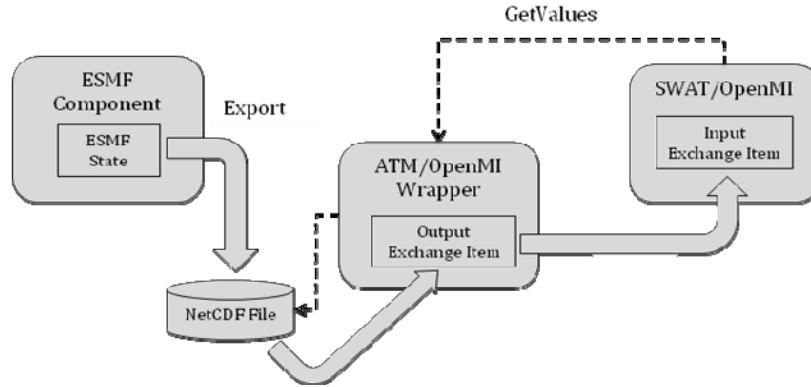 GetValues
ESMF
Component
ESMF
State
Export
SWAT/OpenMI
Input
Exchange Item
ATM/OpenMI
Wrapper
Output
Exchange Item
NetCDF File